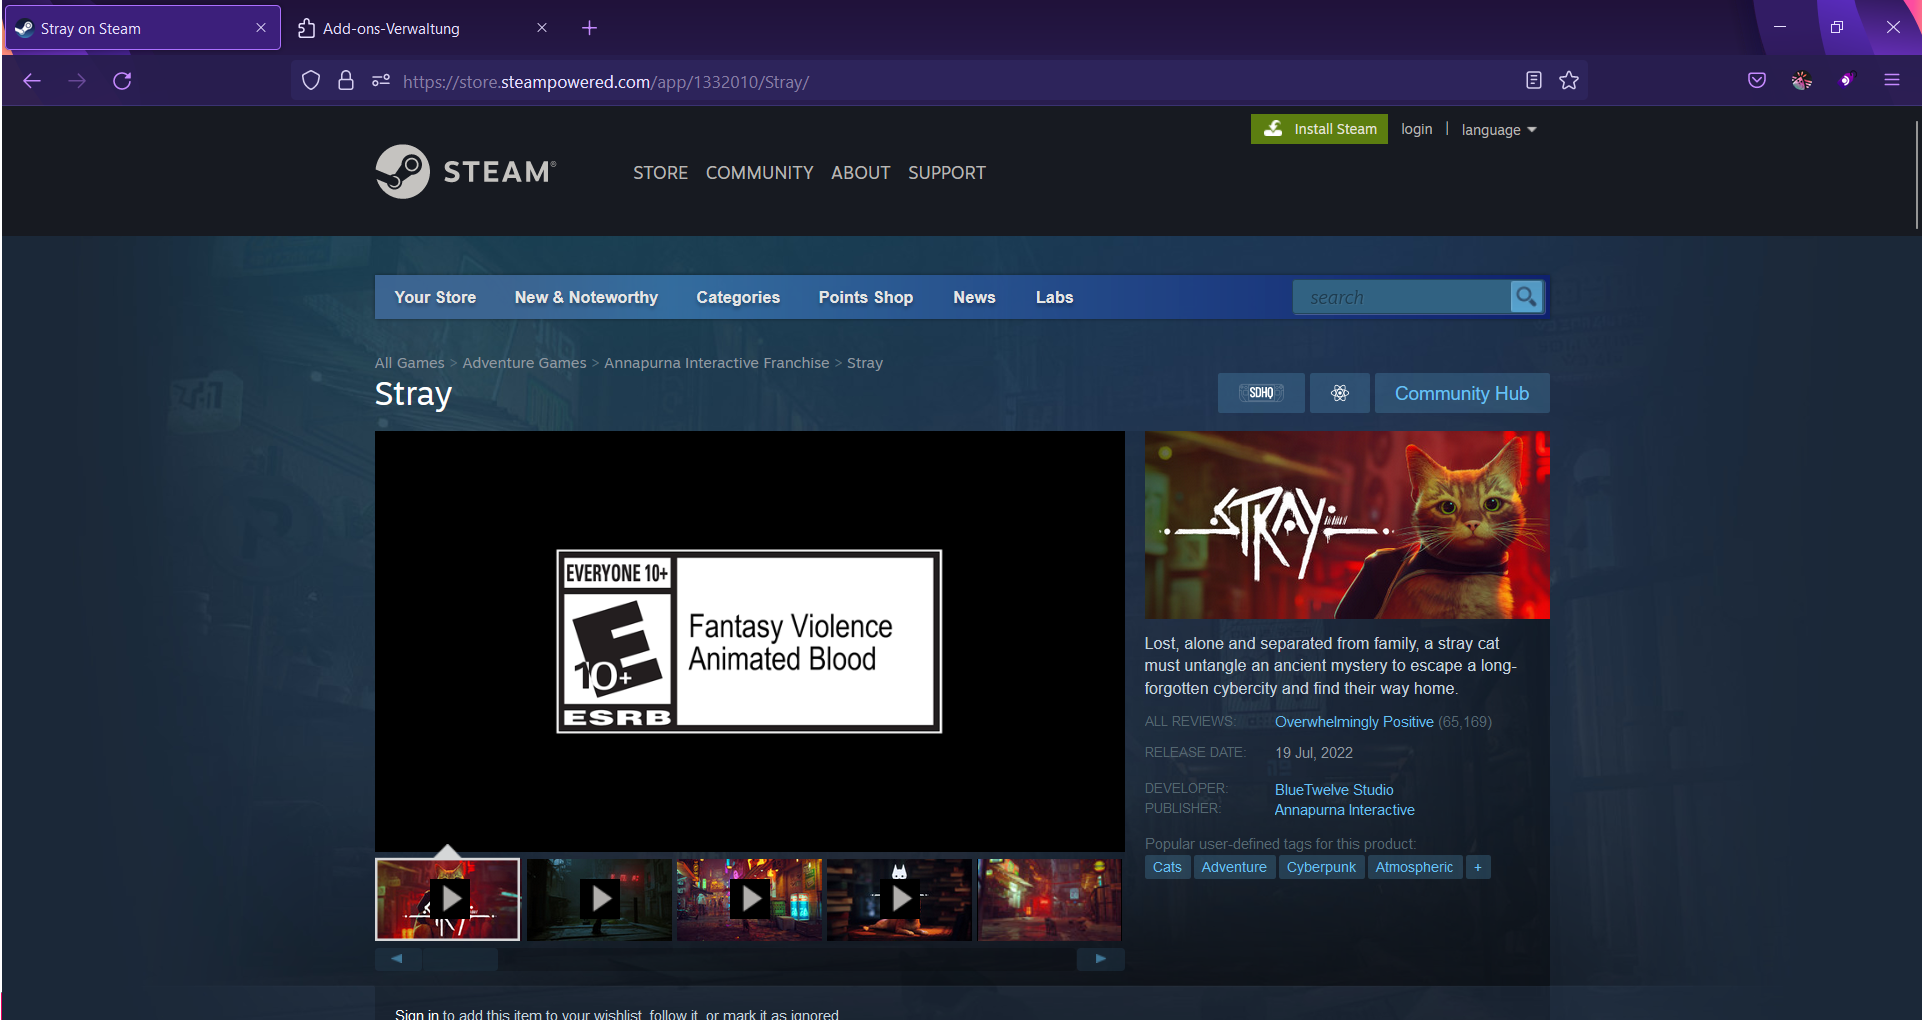 Stray on Steam
Add-ons-Verwaltung
https://store.steampowered.com/app/1332010/Stray/
Install Steam login | language
STEAM®
STORE COMMUNITY ABOUT SUPPORT
Your Store New & Noteworthy Categories Points Shop News Labs search
All Games > Adventure Games > Annapurna Interactive Franchise > Stray
Stray
SDHQ
Community Hub
EVERYONE 10+
E
10+
ESRB
Fantasy Violence
Animated Blood
STRAY
Lost, alone and separated from family, a stray cat
must untangle an ancient mystery to escape a long-
forgotten cybercity and find their way home.
ALL REVIEWS: Overwhelmingly Positive (65,169)
RELEASE DATE: 19 Jul, 2022
DEVELOPER: BlueTwelve Studio
PUBLISHER: Annapurna Interactive
Popular user-defined tags for this product:
Cats Adventure Cyberpunk Atmospheric +
Sign in to add this item to your wishlist, follow it, or mark it as ignored